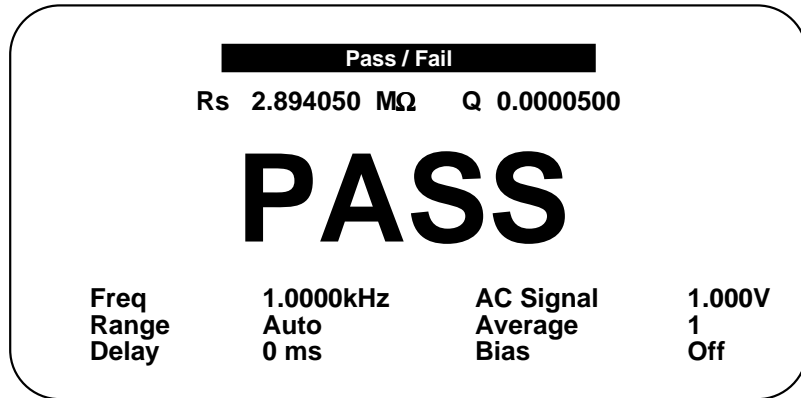 Pass / Fail
Rs 2.894050 MΩ Q 0.0000500
PASS
Freq 1.0000kHz AC Signal 1.000V
Range Auto Average 1
Delay 0 ms Bias Off